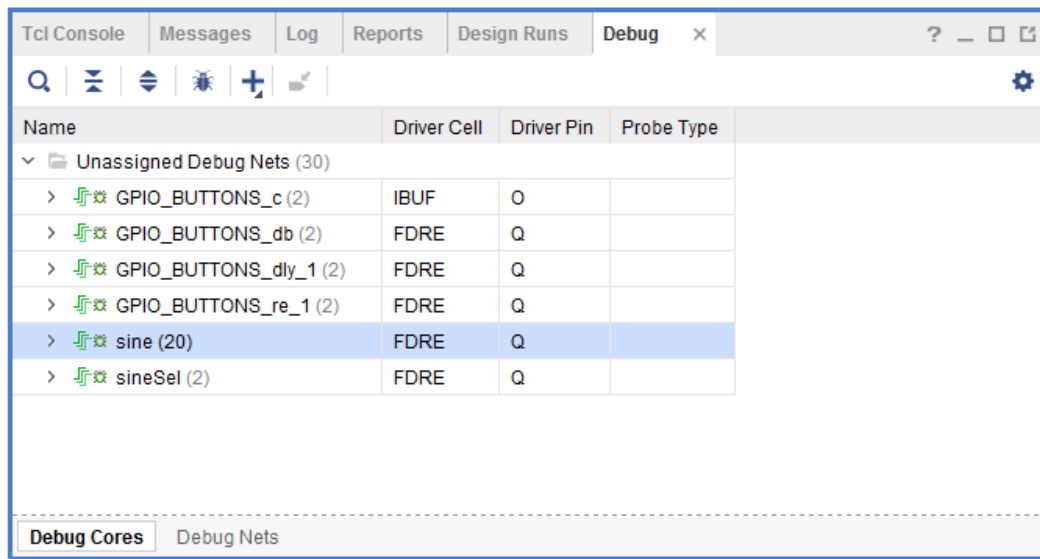 Tcl Console Messages Log Reports Design Runs Debug × ?
Name Driver Cell Driver Pin Probe Type
Unassigned Debug Nets (30)
GPIO_BUTTONS_c (2) IBUF O
GPIO_BUTTONS_db (2) FDRE Q
GPIO_BUTTONS_dly_1 (2) FDRE Q
GPIO_BUTTONS_re_1 (2) FDRE Q
sine (20) FDRE Q
sineSel (2) FDRE Q
Debug Cores Debug Nets